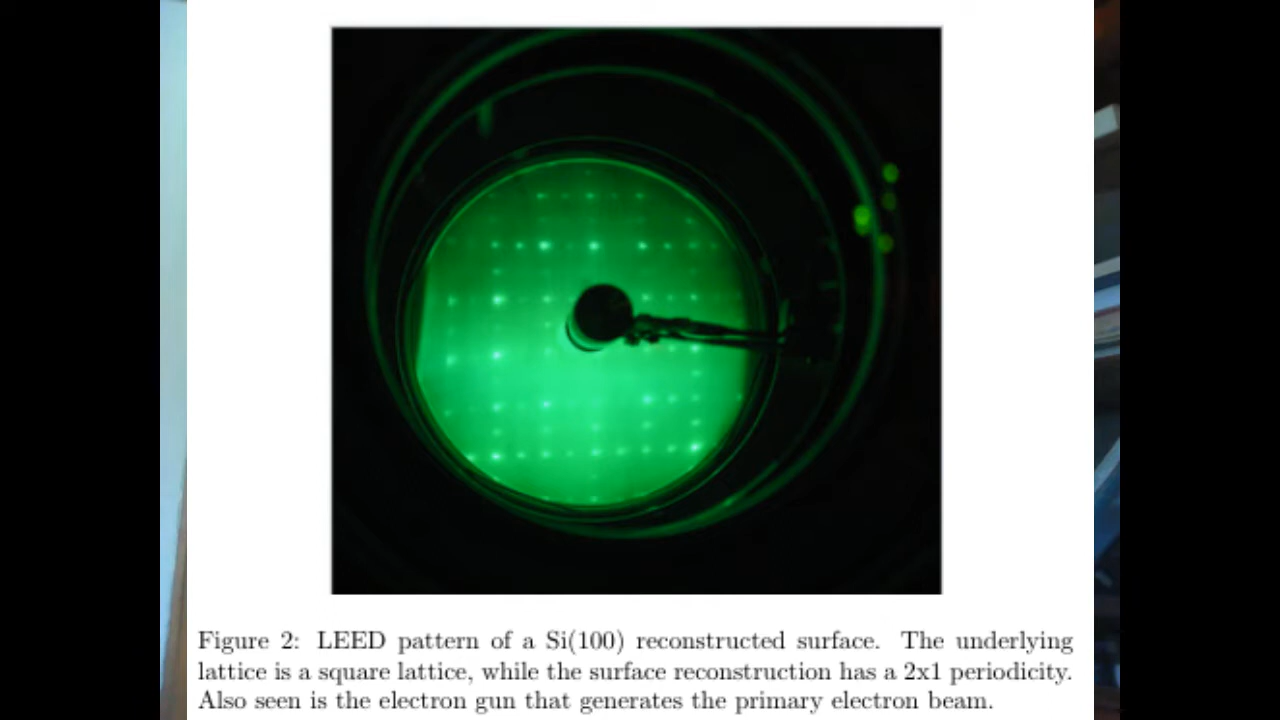 Figure 2: LEED pattern of a Si(100) reconstructed surface. The underlying
lattice is a square lattice, while the surface reconstruction has a 2x1 periodicity.
Also seen is the electron gun that generates the primary electron beam.